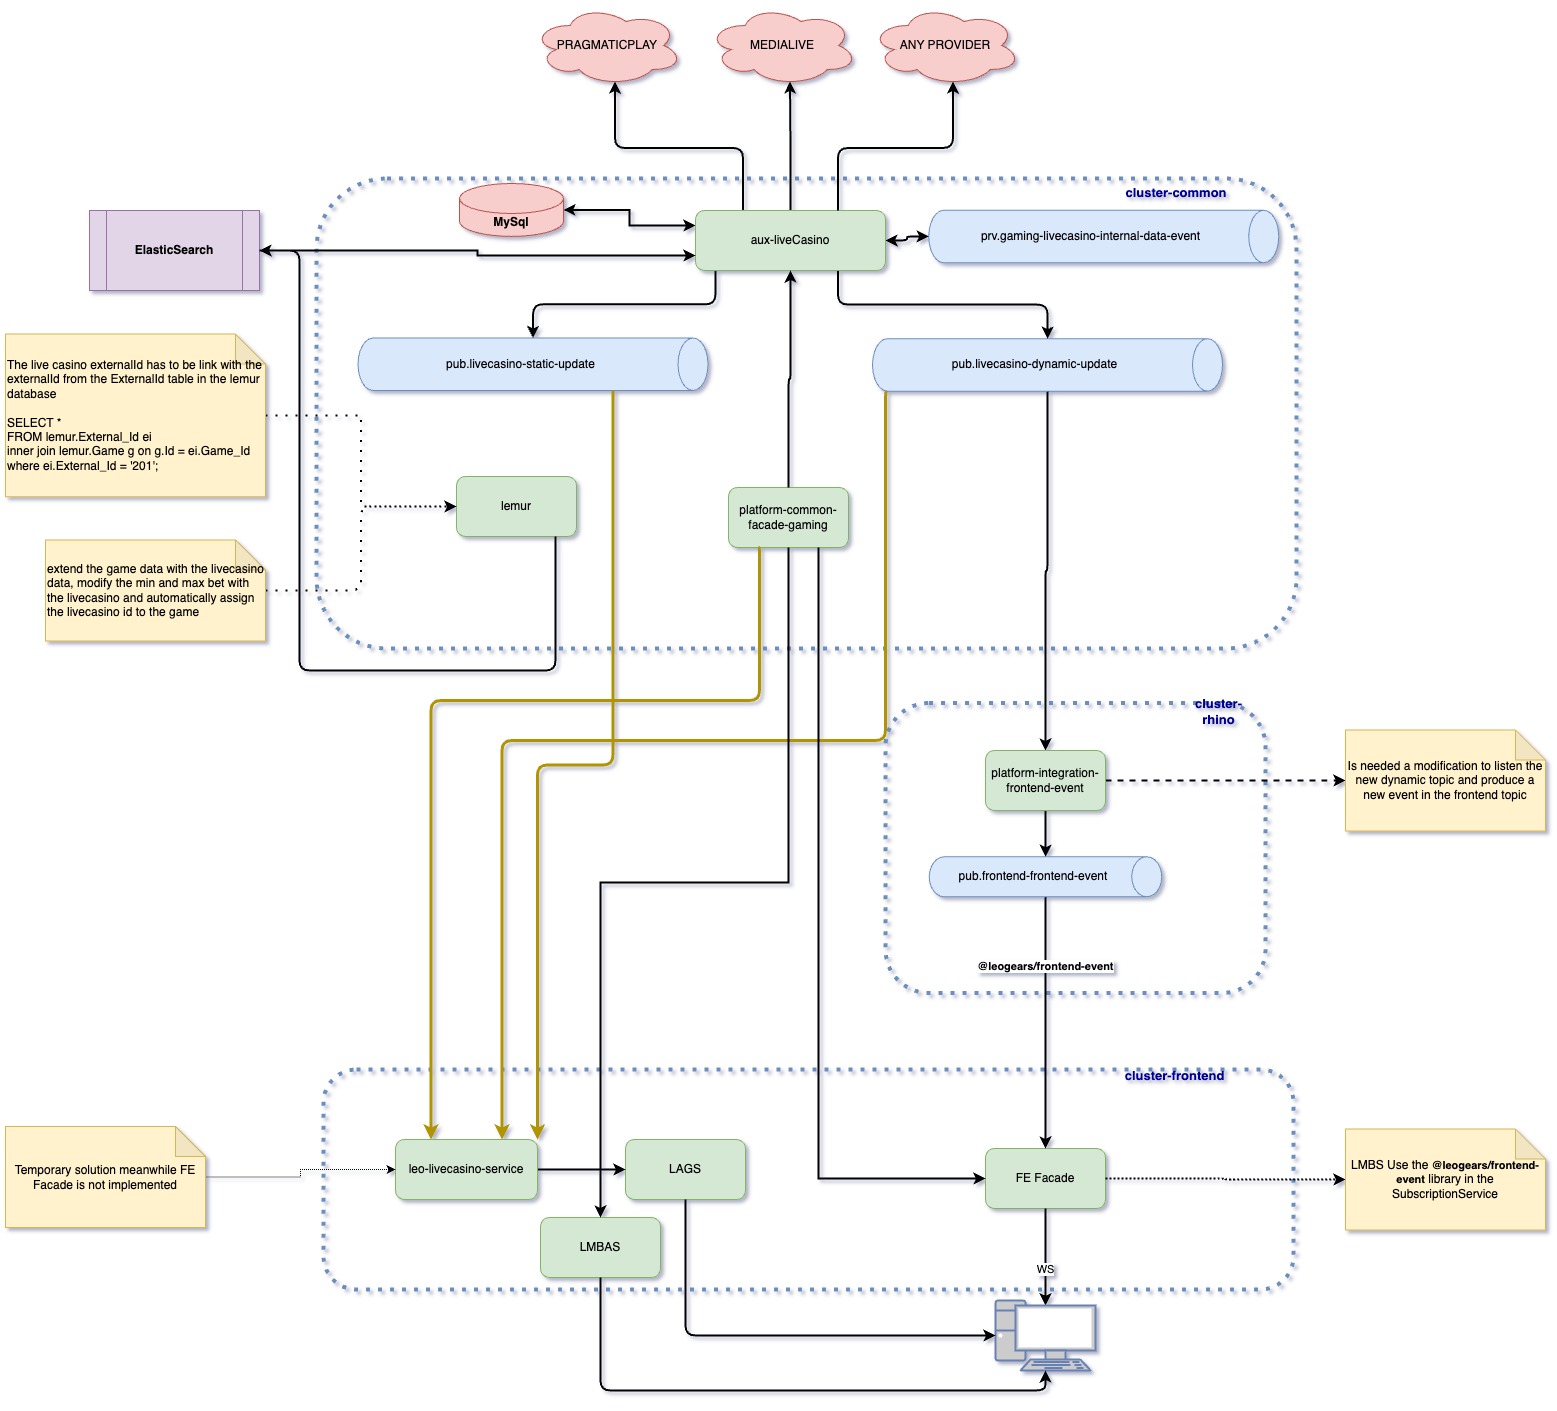 PRAGMATICPLAY
MEDIALIVE
ANY PROVIDER
cluster-common
MySql
ElasticSearch
aux-liveCasino
prv.gaming-livecasino-internal-data-event
The live casino externalId has to be link with the
externalId from the ExternalId table in the lemur
database
SELECT *
FROM lemur.External_Id ei
inner join lemur.Game g on g.Id = ei.Game_Id
where ei.External_Id = '201';
pub.livecasino-static-update
pub.livecasino-dynamic-update
lemur
platform-common-
facade-gaming
extend the game data with the livecasino
data, modify the min and max bet with
the livecasino and automatically assign
the livecasino id to the game
cluster-
rhino
platform-integration-
frontend-event
Is needed a modification to listen the
new dynamic topic and produce a
new event in the frontend topic
pub.frontend-frontend-event
@leogears/frontend-event
cluster-frontend
Temporary solution meanwhile FE
Facade is not implemented
leo-livecasino-service
LAGS
FE Facade
LMBS Use the @leogears/frontend-
event library in the
SubscriptionService
LMBAS
WS